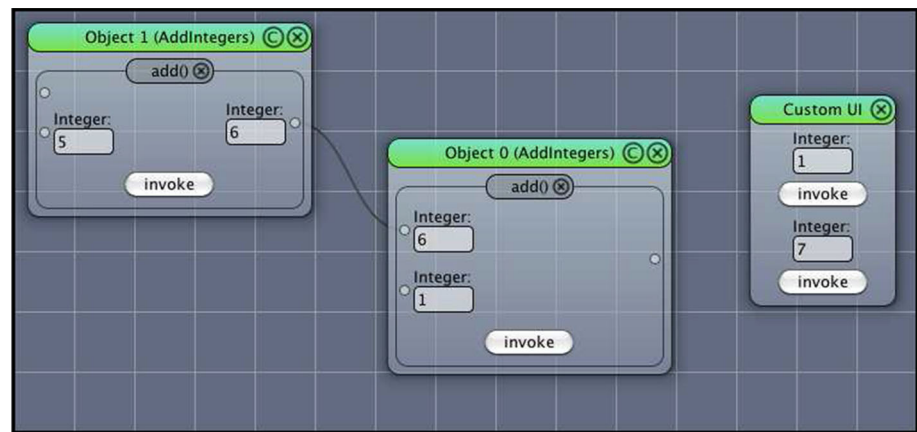 Object 1 (AddIntegers) C
add()
Integer:
5
Integer:
6
invoke
Object 0 (AddIntegers) C
add()
Integer:
6
Integer:
1
invoke
Custom UI
Integer:
1
invoke
Integer:
7
invoke